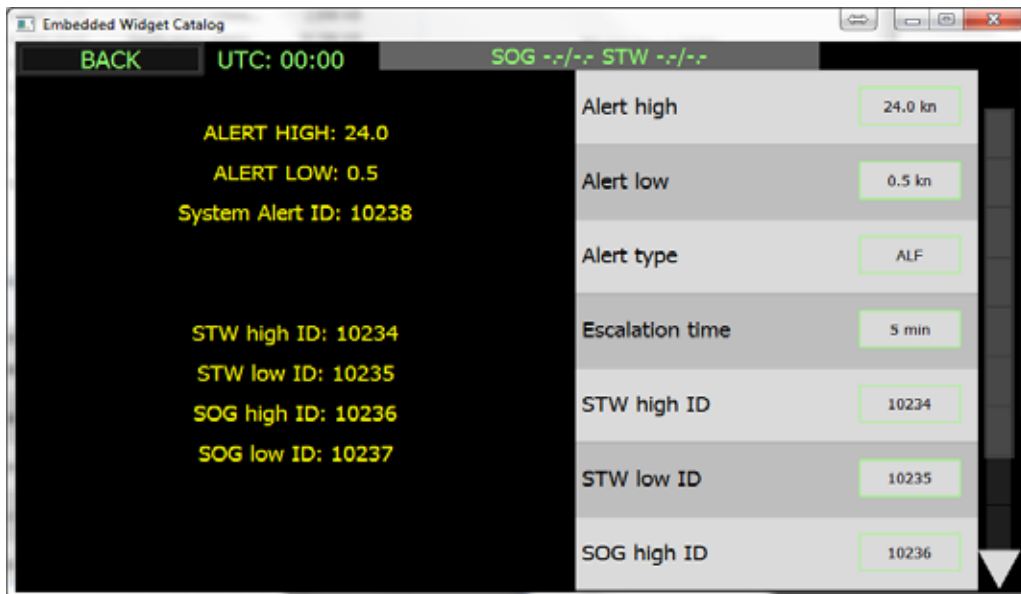 Embedded Widget Catalog
BACK UTC: 00:00 SOG -.-/-.- STW -.-/-.-
ALERT HIGH: 24.0
ALERT LOW: 0.5
System Alert ID: 10238
STW high ID: 10234
STW low ID: 10235
SOG high ID: 10236
SOG low ID: 10237
Alert high 24.0 kn
Alert low 0.5 kn
Alert type ALF
Escalation time 5 min
STW high ID 10234
STW low ID 10235
SOG high ID 10236